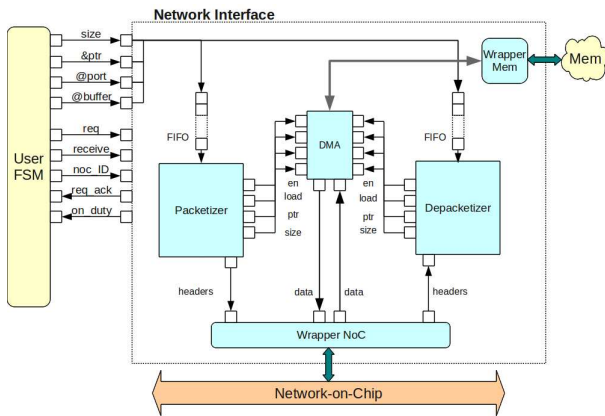 Network Interface
size
&ptr
@port
@buffer
req
receive
noc_ID
req_ack
on_duty
User
FSM
Wrapper
Mem
Mem
FIFO
DMA
FIFO
Packetizer
en
load
ptr
size
en
load
ptr
size
Depacketizer
headers
data
data
headers
Wrapper NoC
Network-on-Chip